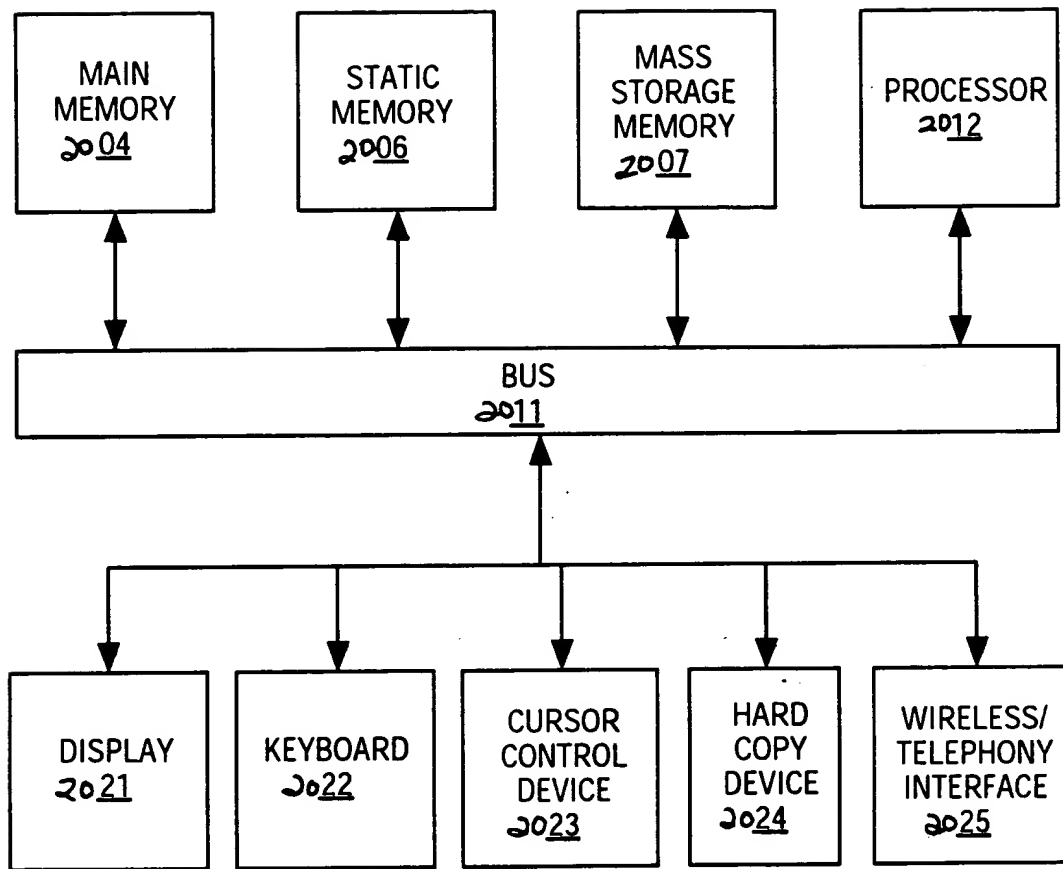 MAIN
MEMORY
2004
STATIC
MEMORY
2006
MASS
STORAGE
MEMORY
2007
PROCESSOR
2012
BUS
2011
DISPLAY
2021
KEYBOARD
2022
CURSOR
CONTROL
DEVICE
2023
HARD
COPY
DEVICE
2024
WIRELESS/
TELEPHONY
INTERFACE
2025